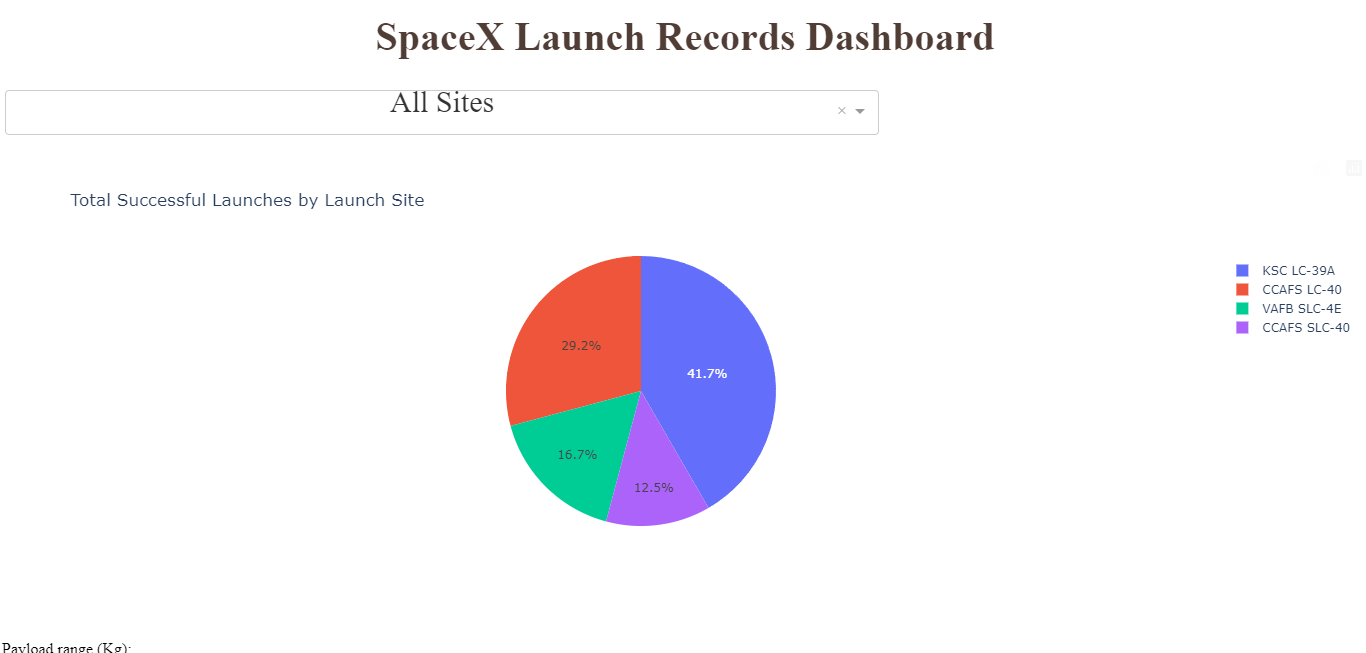 SpaceX Launch Records Dashboard
All Sites
×
Total Successful Launches by Launch Site
KSC LC-39A
CCAFS LC-40
VAFB SLC-4E
CCAFS SLC-40
29.2%
41.7%
16.7%
12.5%
Payload range (Kg):